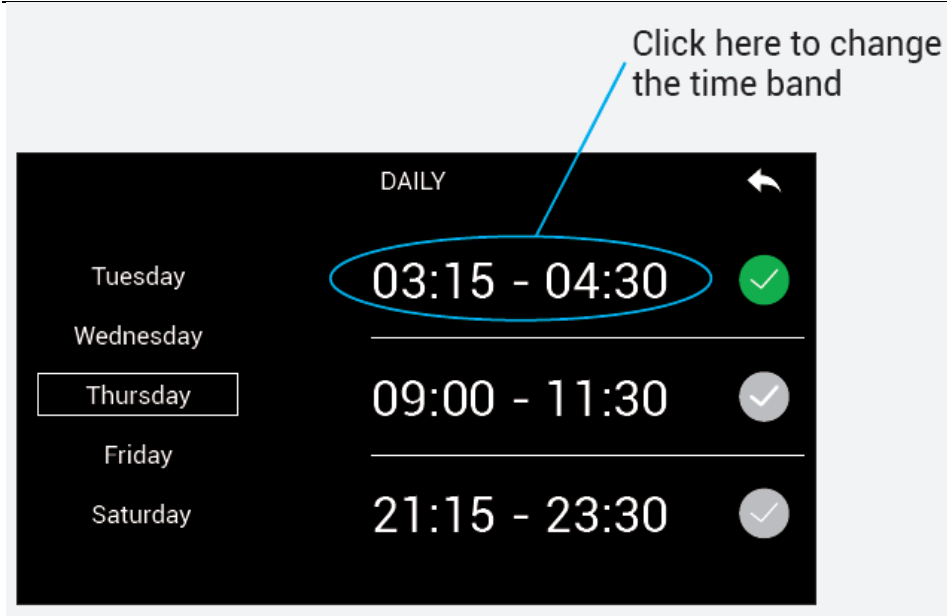 Click here to change
the time band
DAILY
Tuesday
Wednesday
Thursday
Friday
Saturday
03:15 - 04:30
09:00 - 11:30
21:15 - 23:30